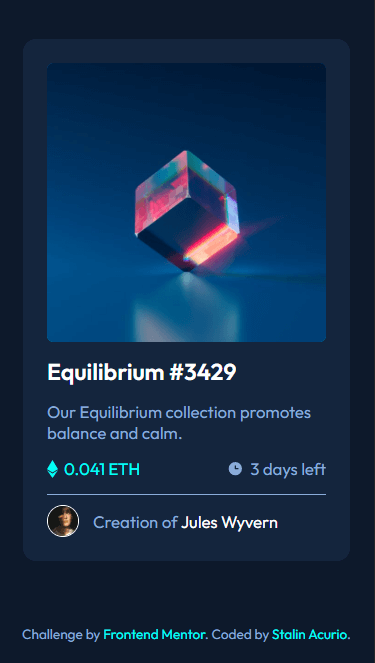 Equilibrium #3429
Our Equilibrium collection promotes
balance and calm.
0.041 ETH
3 days left
Creation of Jules Wyvern
Challenge by Frontend Mentor. Coded by Stalin Acurio.